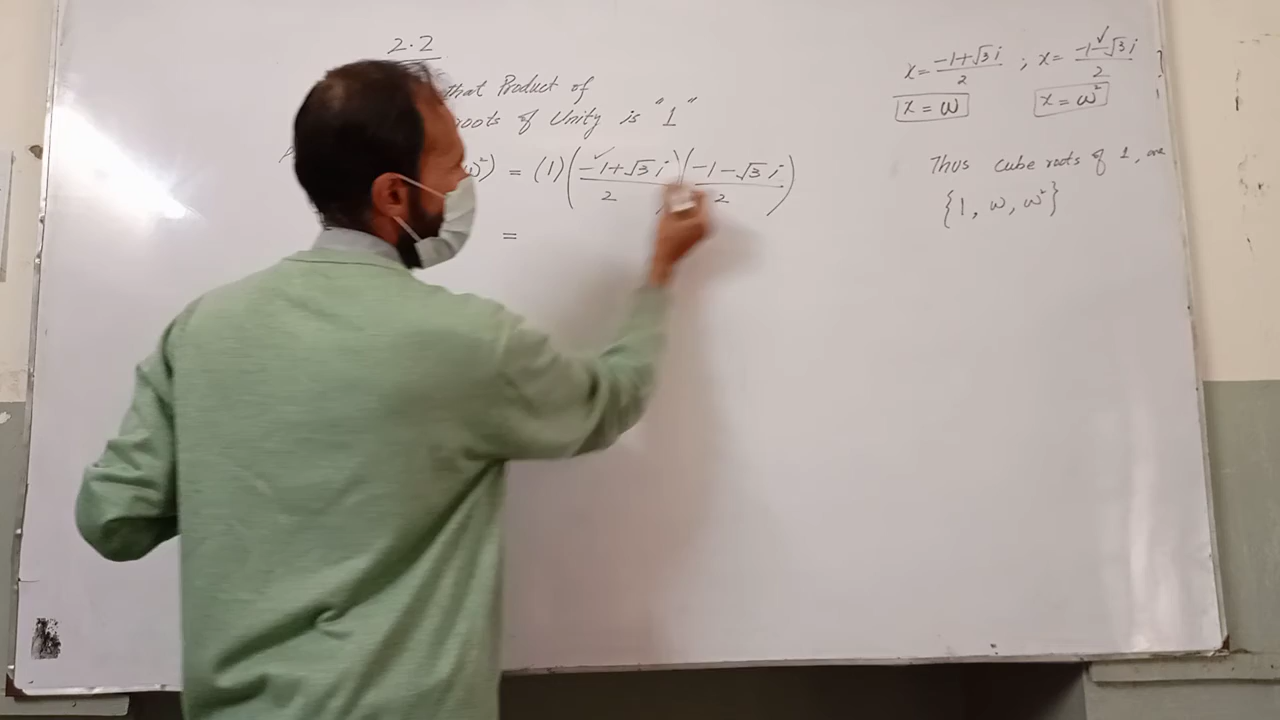 2.2
that Product of
roots of Unity is "1"
ω²) = (1)((-1+√3 i)/2)((-1-√3 i)/2)
=
x = (-1+√3 i)/2 ; x = (-1-√3 i)/2
x = ω
x = ω²
Thus cube roots of 1, are
{1, ω, ω²}